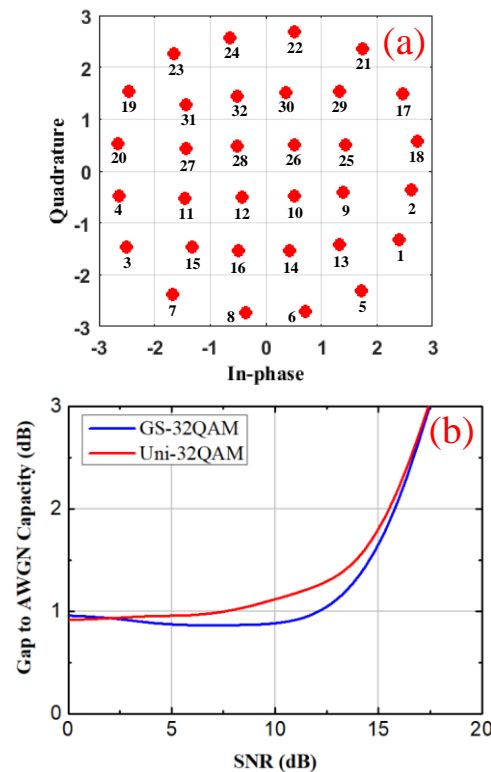 (a)
3
2
1
0
-1
-2
-3
Quadrature
24 22
23 21
19 31 32 30 29 17
20 27 28 26 25 18
4 11 12 10 9 2
3 15 16 14 13 1
7 8 6 5
-3 -2 -1 0 1 2 3
In-phase
(b)
GS-32QAM
Uni-32QAM
3
2
1
0
Gap to AWGN Capacity (dB)
0 5 10 15 20
SNR (dB)